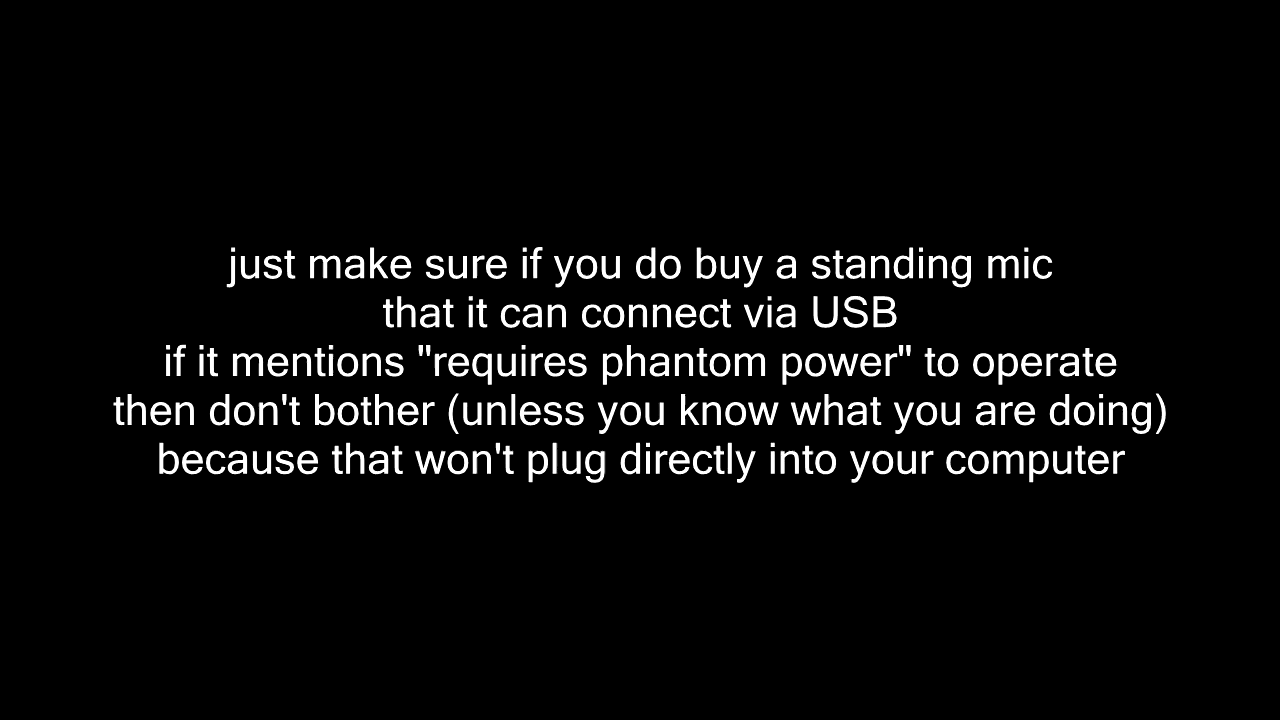 just make sure if you do buy a standing mic
that it can connect via USB
if it mentions "requires phantom power" to operate
then don't bother (unless you know what you are doing)
because that won't plug directly into your computer